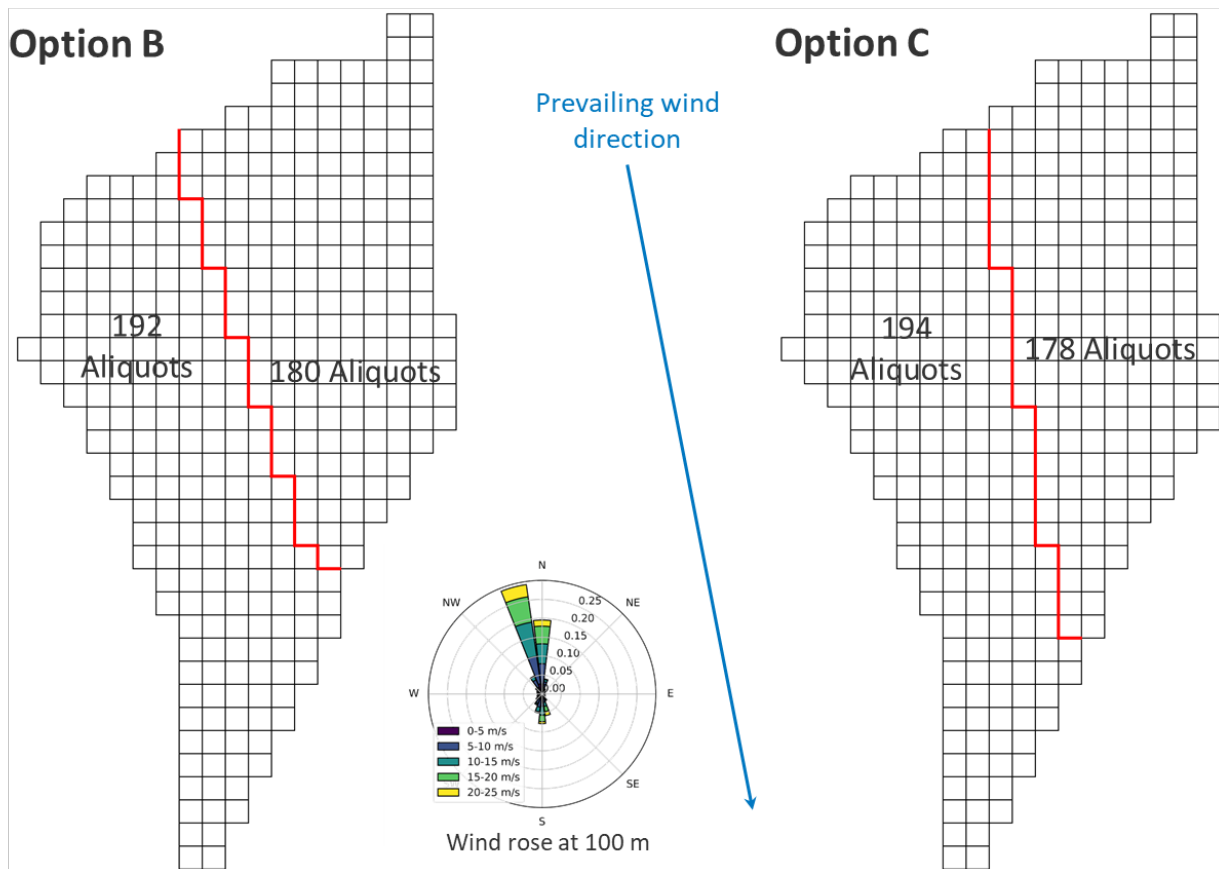 Option B
Option C
Prevailing wind
direction
192
Aliquots
180 Aliquots
194
Aliquots
178 Aliquots
N
NE
E
SE
S
W
NW
0.25
0.20
0.15
0.10
0.05
0.00
0-5 m/s
5-10 m/s
10-15 m/s
15-20 m/s
20-25 m/s
Wind rose at 100 m